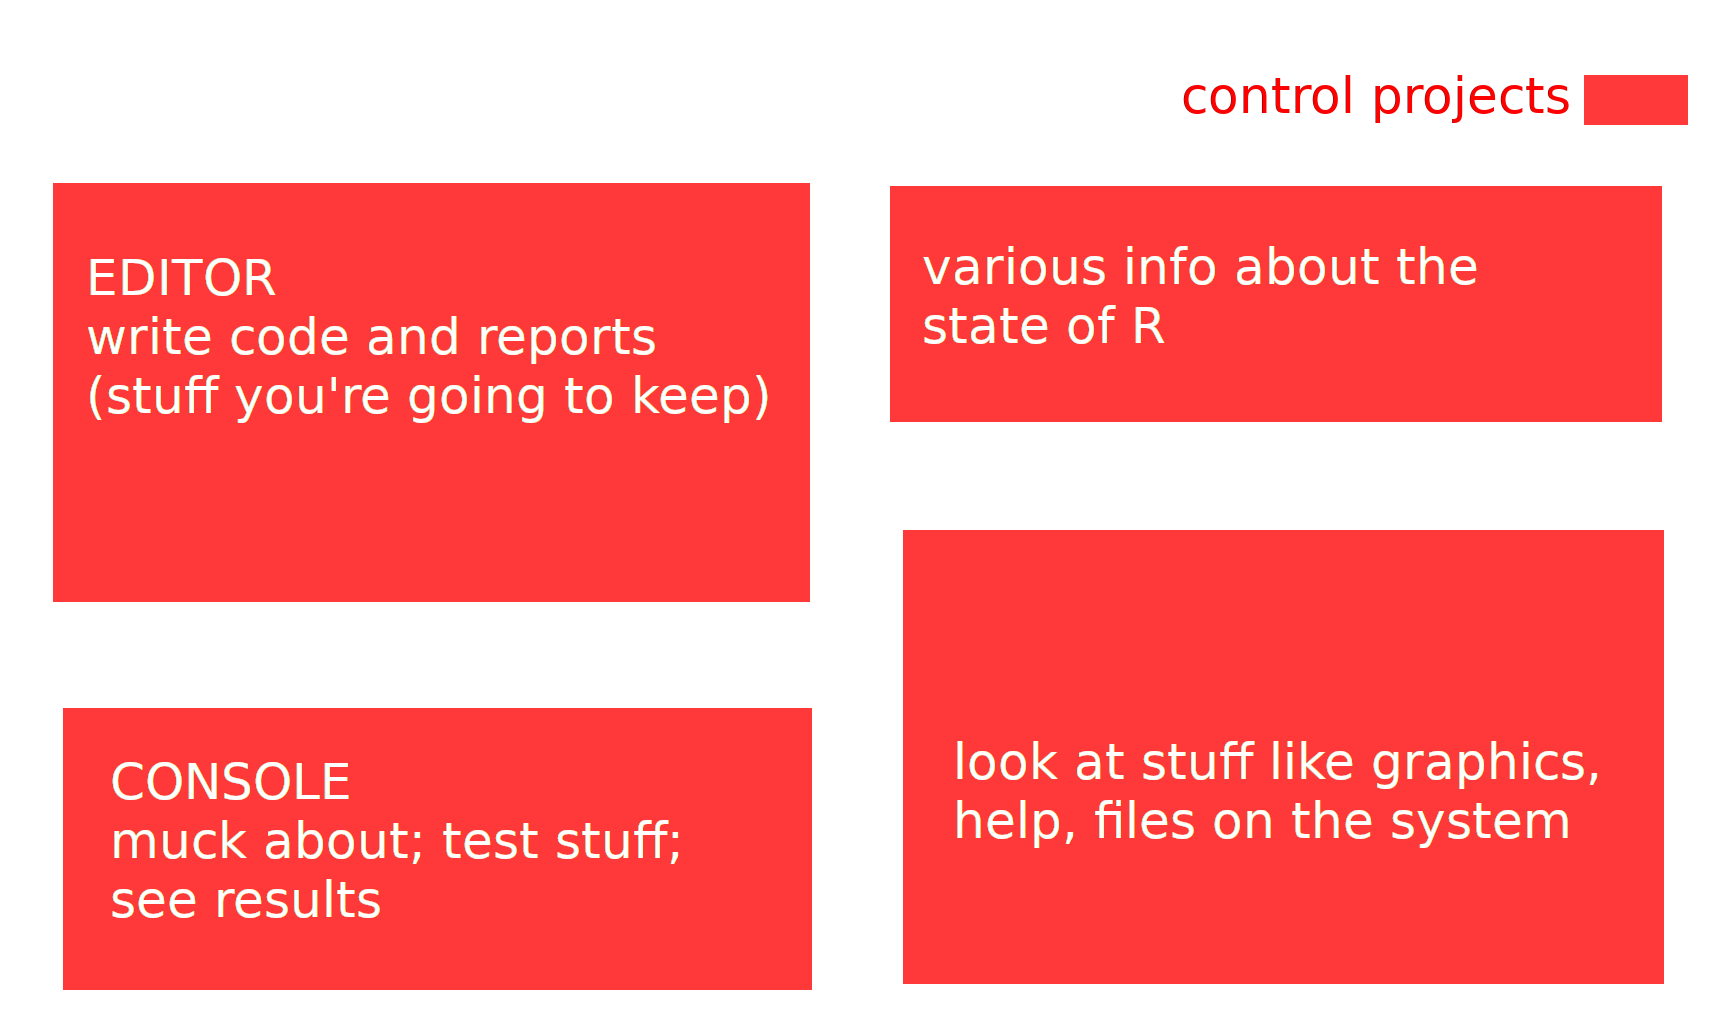 control projects
EDITOR
write code and reports
(stuff you're going to keep)
various info about the
state of R
CONSOLE
muck about; test stuff;
see results
look at stuff like graphics,
help, files on the system